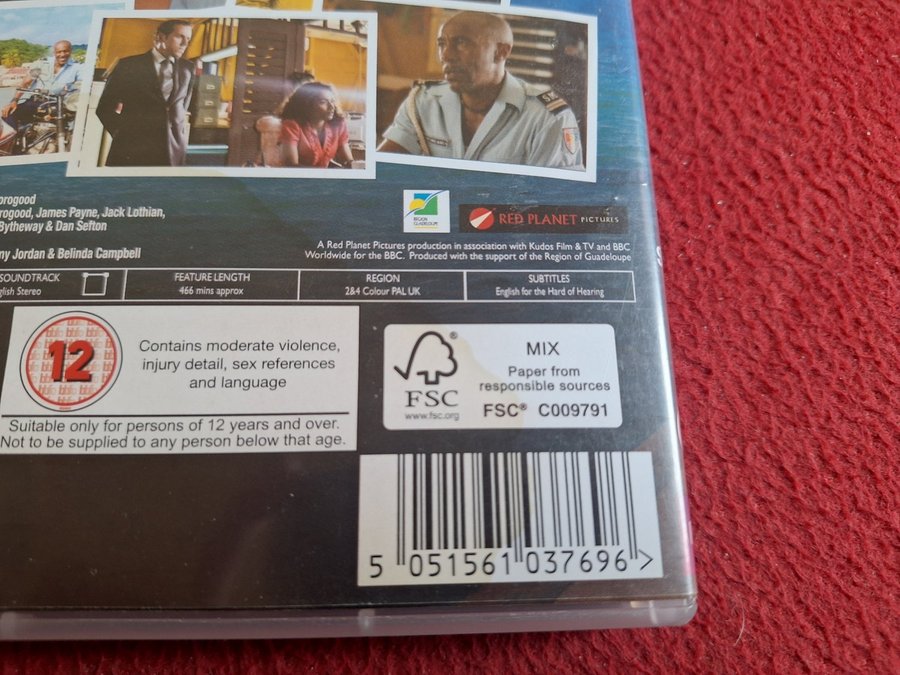 orogood
rogood, James Payne, Jack Lothian,
Bytheway & Dan Sefton
my Jordan & Belinda Campbell
REGION
GUADELOUPE
RED PLANET PICTURES
A Red Planet Pictures production in association with Kudos Film & TV and BBC
Worldwide for the BBC. Produced with the support of the Region of Guadeloupe
SOUNDTRACK
glish Stereo
FEATURE LENGTH
466 mins approx
REGION
2&4 Colour PAL UK
SUBTITLES
English for the Hard of Hearing
12
Contains moderate violence,
injury detail, sex references
and language
Suitable only for persons of 12 years and over.
Not to be supplied to any person below that age.
FSC
www.fsc.org
MIX
Paper from
responsible sources
FSC® C009791
5 051561 037696 >